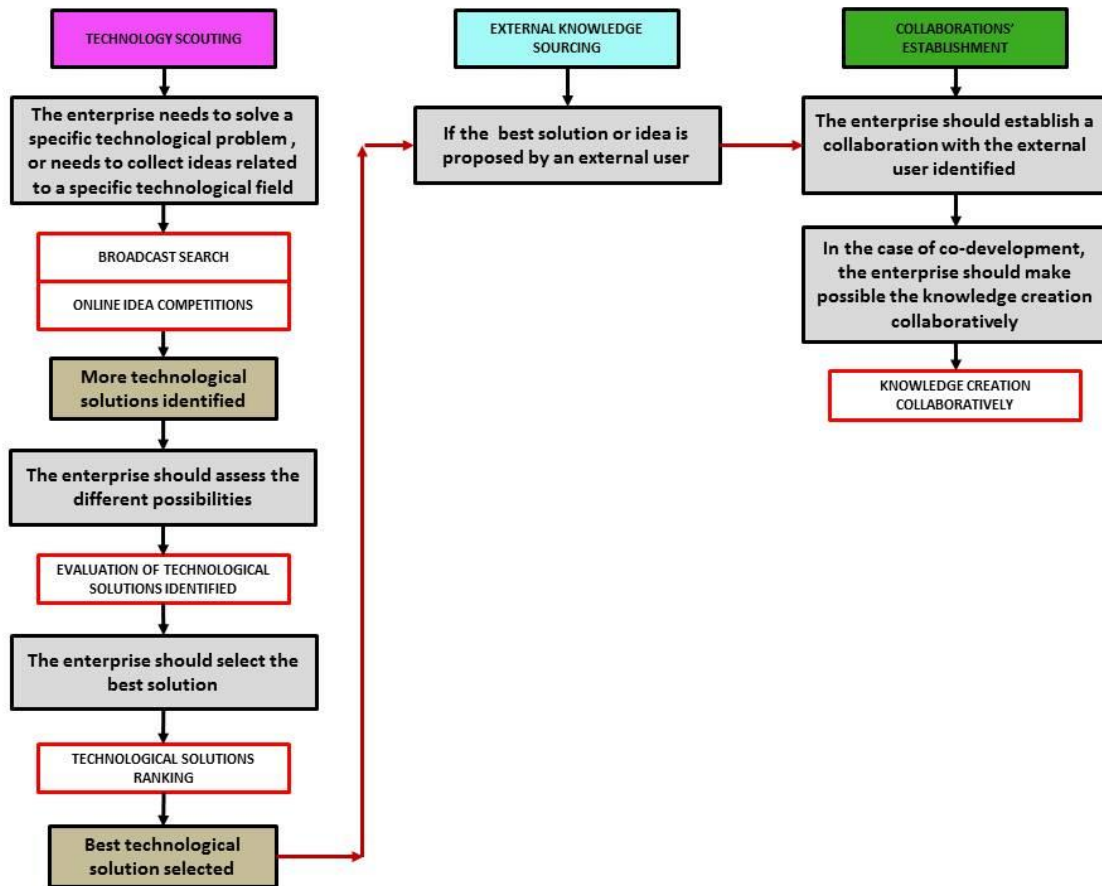 TECHNOLOGY SCOUTING
The enterprise needs to solve a
specific technological problem ,
or needs to collect ideas related
to a specific technological field
BROADCAST SEARCH
ONLINE IDEA COMPETITIONS
More technological
solutions identified
The enterprise should assess the
different possibilities
EVALUATION OF TECHNOLOGICAL
SOLUTIONS IDENTIFIED
The enterprise should select the
best solution
TECHNOLOGICAL SOLUTIONS
RANKING
Best technological
solution selected
EXTERNAL KNOWLEDGE
SOURCING
If the best solution or idea is
proposed by an external user
COLLABORATIONS’
ESTABLISHMENT
The enterprise should establish a
collaboration with the external
user identified
In the case of co-development,
the enterprise should make
possible the knowledge creation
collaboratively
KNOWLEDGE CREATION
COLLABORATIVELY